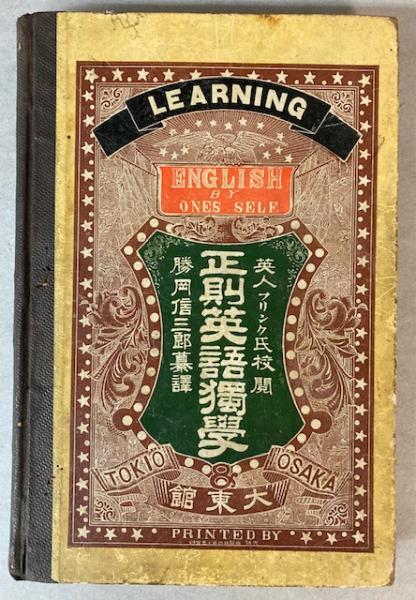 LEARNING
ENGLISH
BY
ONES SELF.
英人フリンク氏校閲
正則英語獨學
勝岡信三郎纂譯
TOKIO
OSAKA
大東館
PRINTED BY